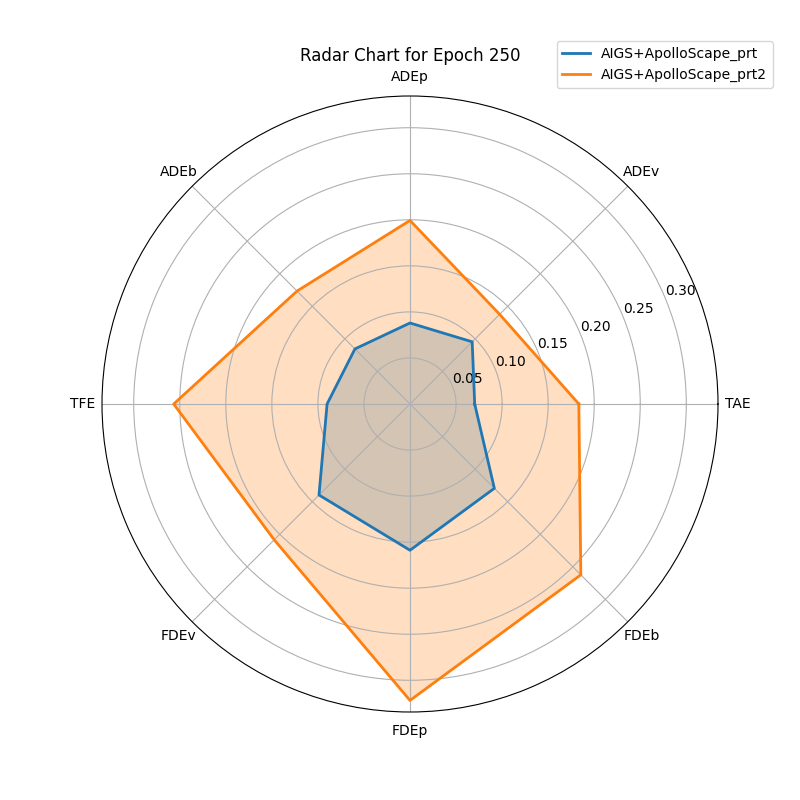 Radar Chart for Epoch 250
AIGS+ApolloScape_prt
AIGS+ApolloScape_prt2
ADEp
ADEb
ADEv
0.30
0.25
0.20
0.15
0.10
0.05
TFE
TAE
FDEv
FDEb
FDEp